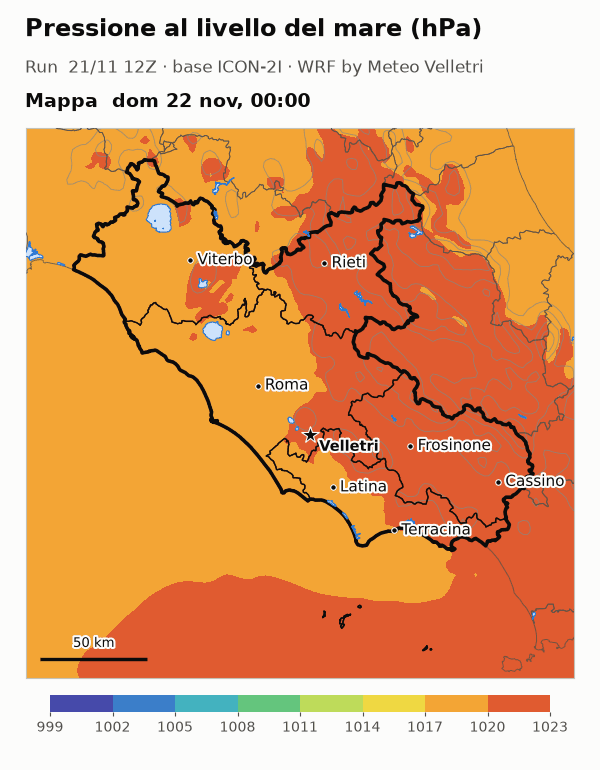 Pressione al livello del mare (hPa)
Run  21/11 12Z · base ICON-2I · WRF by Meteo Velletri
Mappa  dom 22 nov, 00:00
Viterbo
Rieti
Roma
Velletri
Frosinone
Cassino
Latina
Terracina
50 km
999 1002 1005 1008 1011 1014 1017 1020 1023